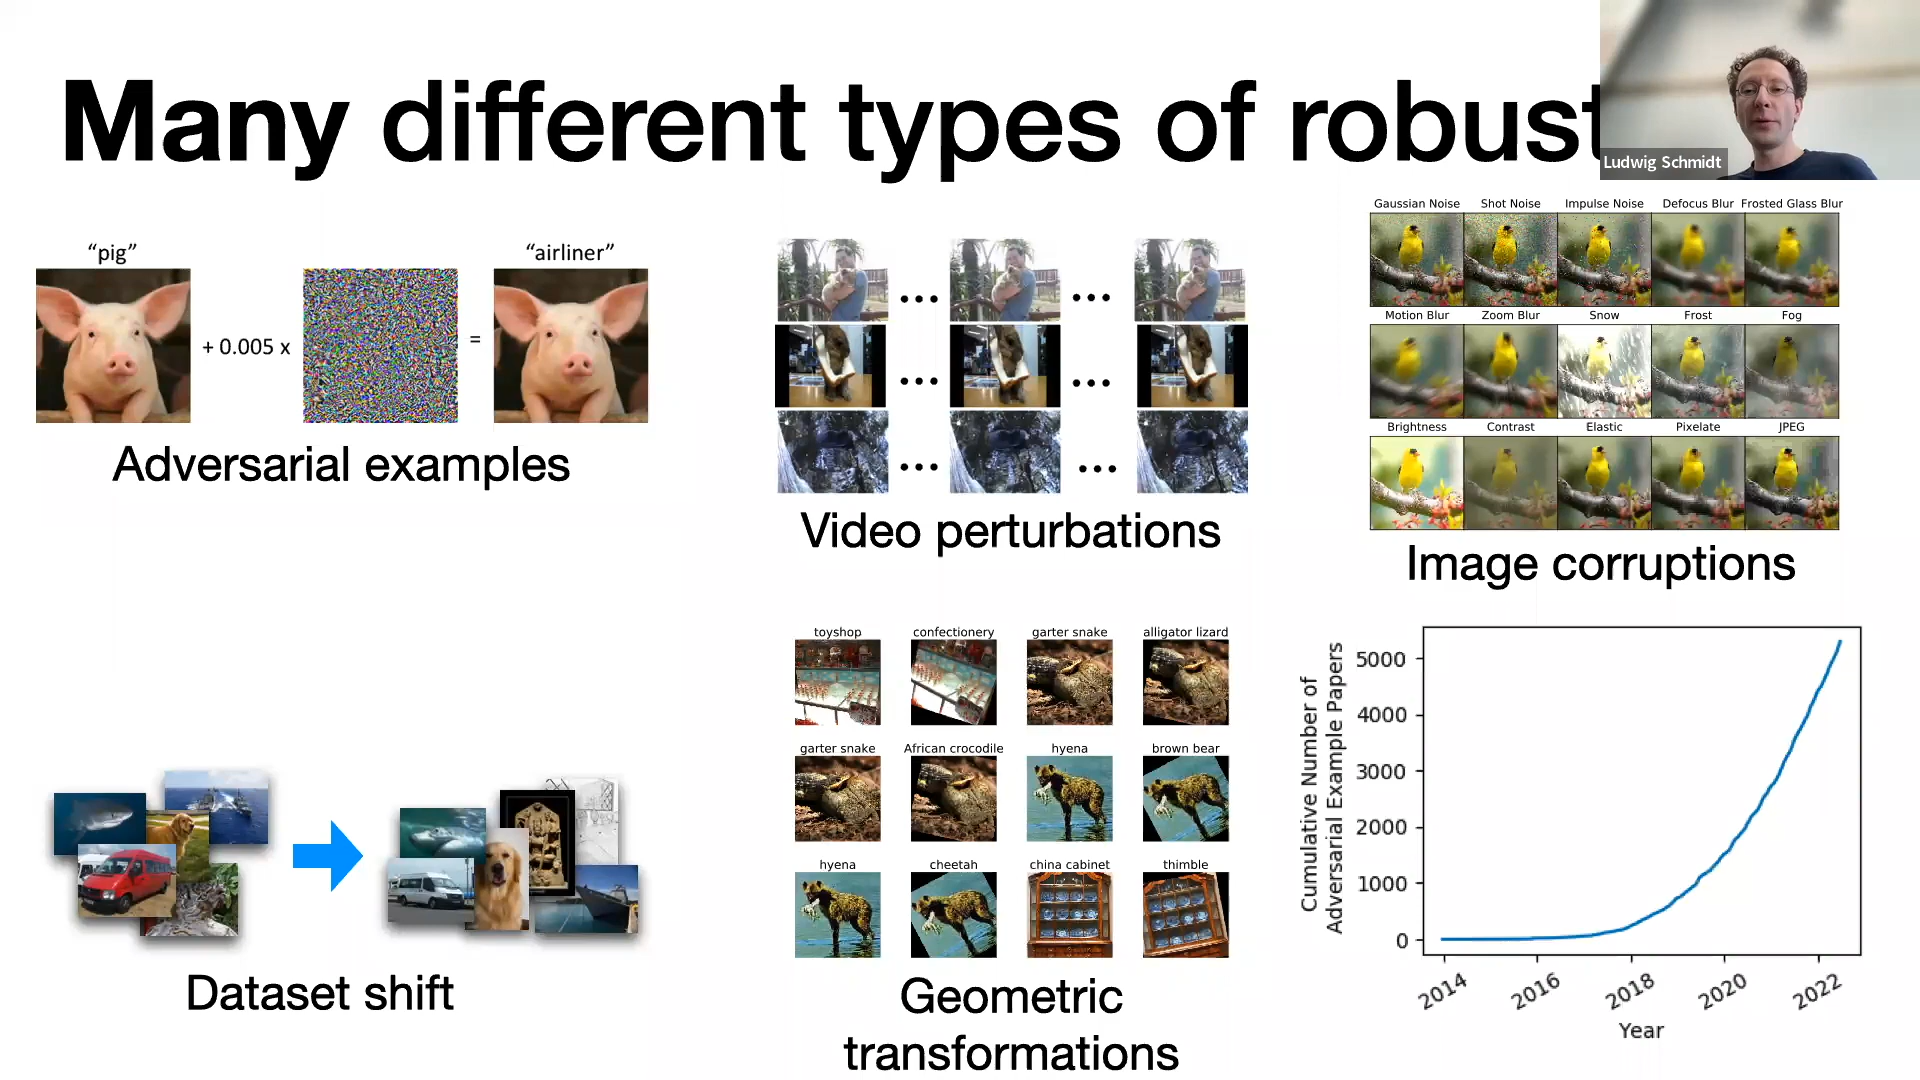 Many different types of robust
Ludwig Schmidt
“pig”
+ 0.005 x
=
“airliner”
Adversarial examples
Video perturbations
Gaussian Noise Shot Noise Impulse Noise Defocus Blur Frosted Glass Blur
Motion Blur Zoom Blur Snow Frost Fog
Brightness Contrast Elastic Pixelate JPEG
Image corruptions
Dataset shift
toyshop confectionery garter snake alligator lizard
garter snake African crocodile hyena brown bear
hyena cheetah china cabinet thimble
Geometric
transformations
Cumulative Number of
Adversarial Example Papers
5000
4000
3000
2000
1000
0
2014 2016 2018 2020 2022
Year